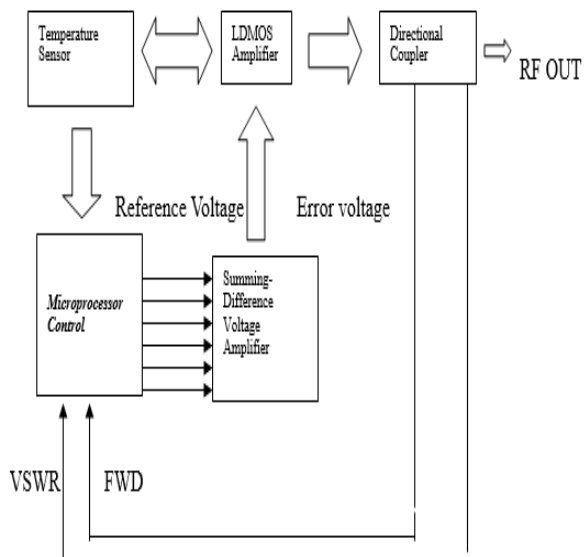 Temperature
Sensor
LDMOS
Amplifier
Directional
Coupler
RF OUT
Reference Voltage
Error voltage
Microprocessor
Control
Summing-
Difference
Voltage
Amplifier
VSWR
FWD